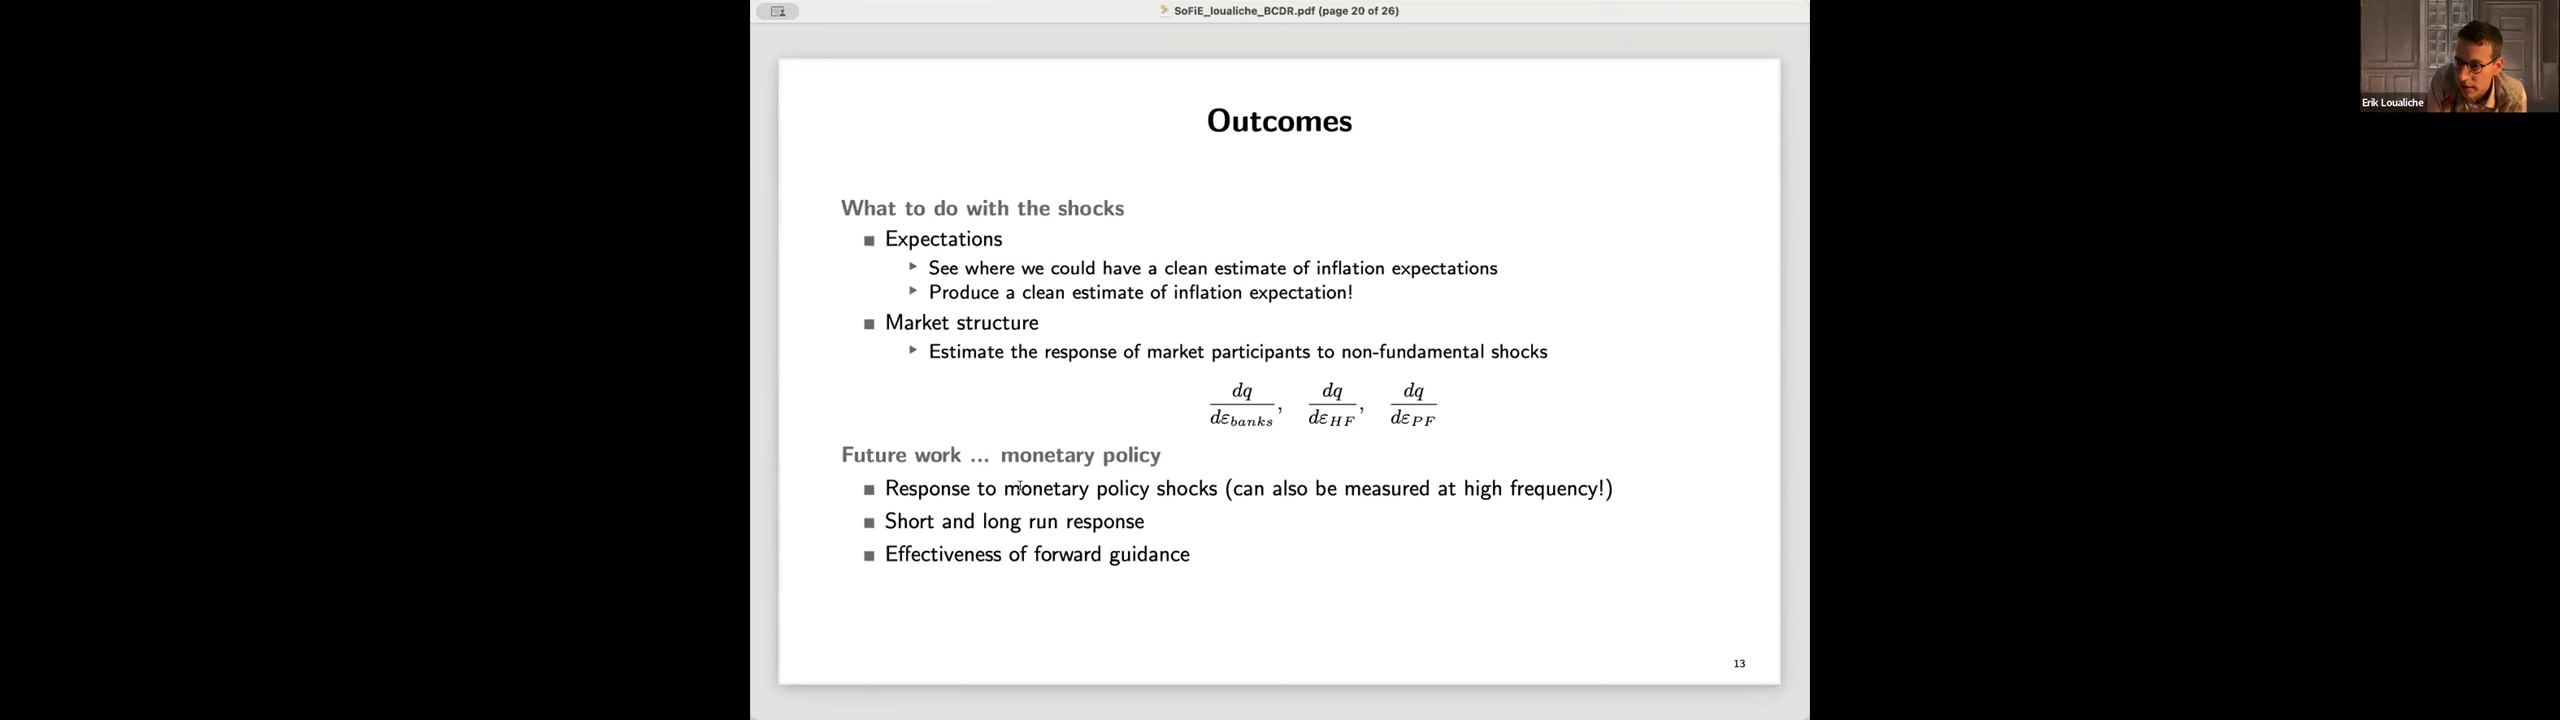 SoFiE_loualiche_BCDR.pdf (page 20 of 26)
Erik Loualiche
Outcomes
What to do with the shocks
■ Expectations
▶ See where we could have a clean estimate of inflation expectations
▶ Produce a clean estimate of inflation expectation!
■ Market structure
▶ Estimate the response of market participants to non-fundamental shocks
dq/dε_banks, dq/dε_HF, dq/dε_PF
Future work ... monetary policy
■ Response to monetary policy shocks (can also be measured at high frequency!)
■ Short and long run response
■ Effectiveness of forward guidance
13